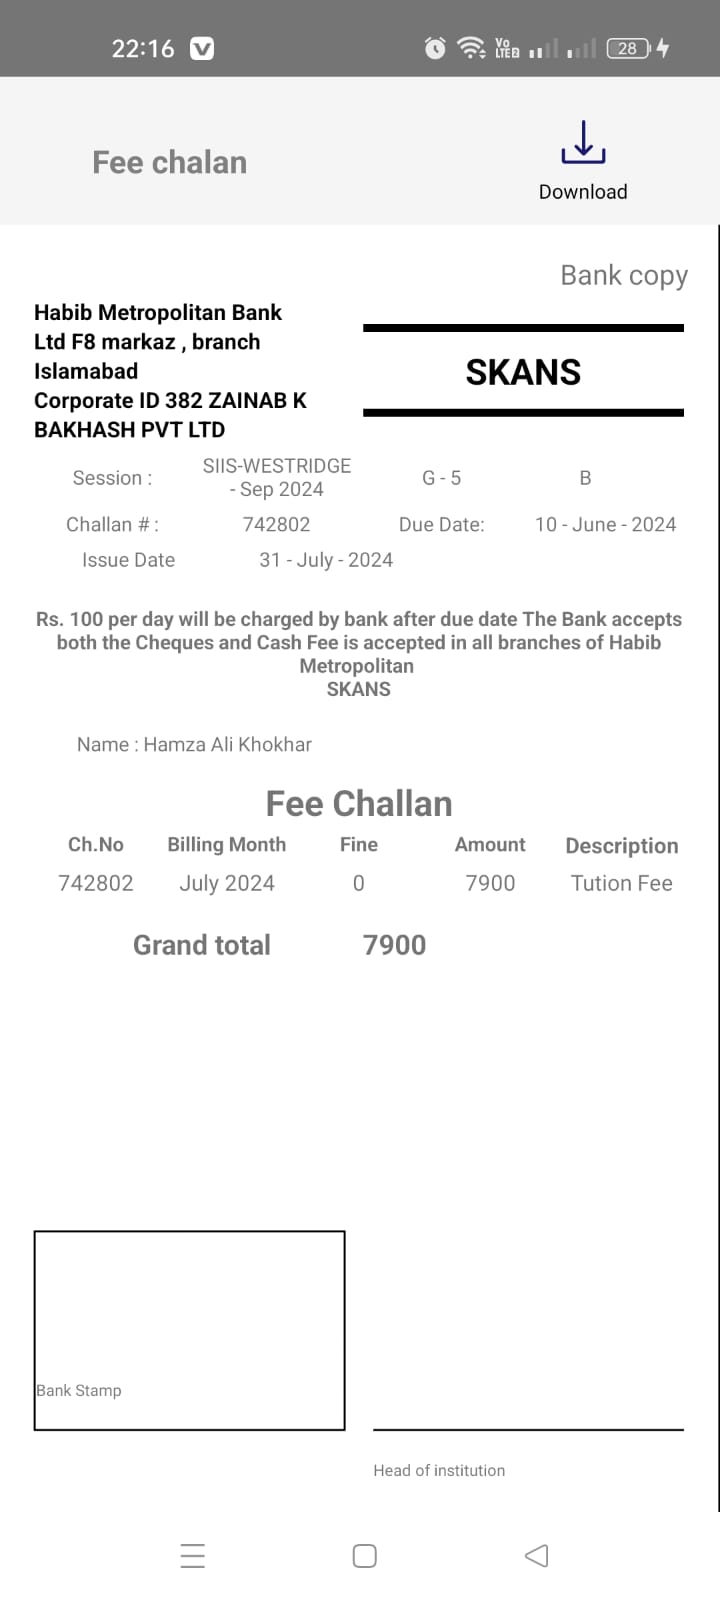 22:16
Vo
LTE2
28
Fee chalan
Download
Bank copy
Habib Metropolitan Bank
Ltd F8 markaz , branch
Islamabad
Corporate ID 382 ZAINAB K
BAKHASH PVT LTD
SKANS
Session : SIIS-WESTRIDGE - Sep 2024 G - 5 B
Challan # : 742802 Due Date: 10 - June - 2024
Issue Date 31 - July - 2024
Rs. 100 per day will be charged by bank after due date The Bank accepts
both the Cheques and Cash Fee is accepted in all branches of Habib
Metropolitan
SKANS
Name : Hamza Ali Khokhar
Fee Challan
Ch.No Billing Month Fine Amount Description
742802 July 2024 0 7900 Tution Fee
Grand total 7900
Bank Stamp
Head of institution